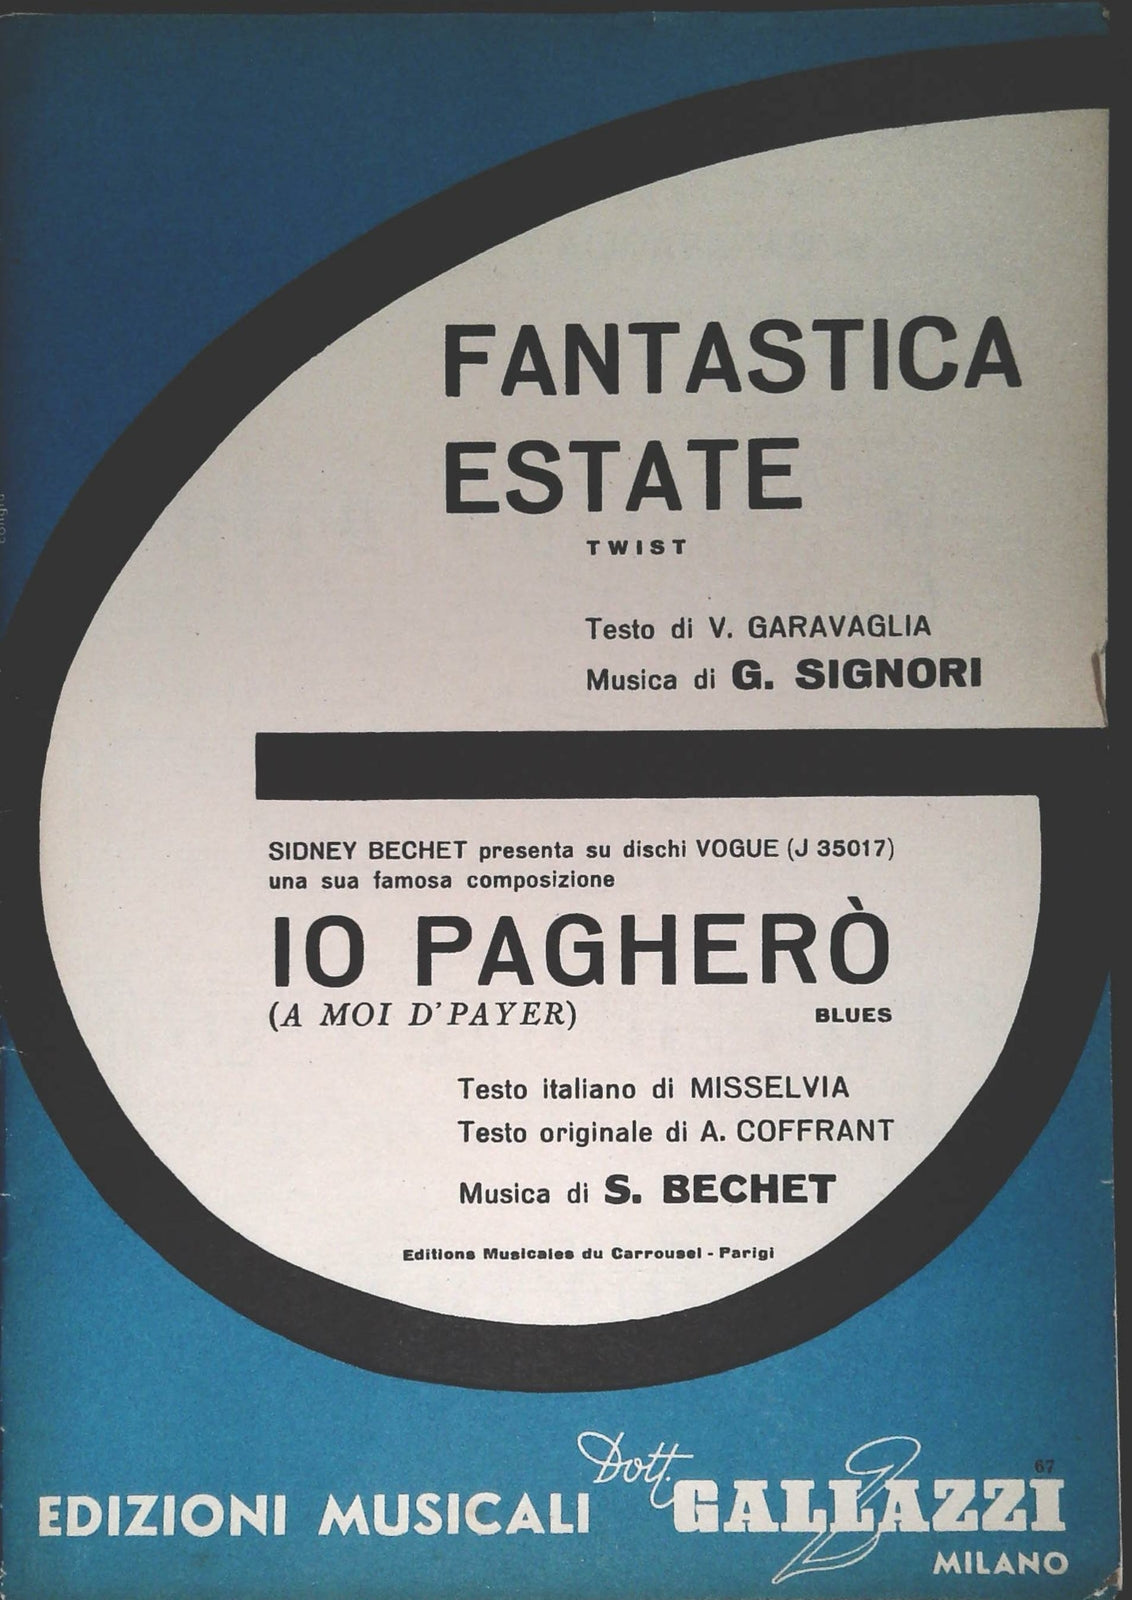 FANTASTICA
ESTATE
TWIST
Testo di V. GARAVAGLIA
Musica di G. SIGNORI
SIDNEY BECHET presenta su dischi VOGUE (J 35017)
una sua famosa composizione
IO PAGHERÒ
(A MOI D'PAYER)
BLUES
Testo italiano di MISSELVIA
Testo originale di A. COFFRANT
Musica di S. BECHET
Editions Musicales du Carrousel - Parigi
67
EDIZIONI MUSICALI Dott. GALLAZZI
MILANO